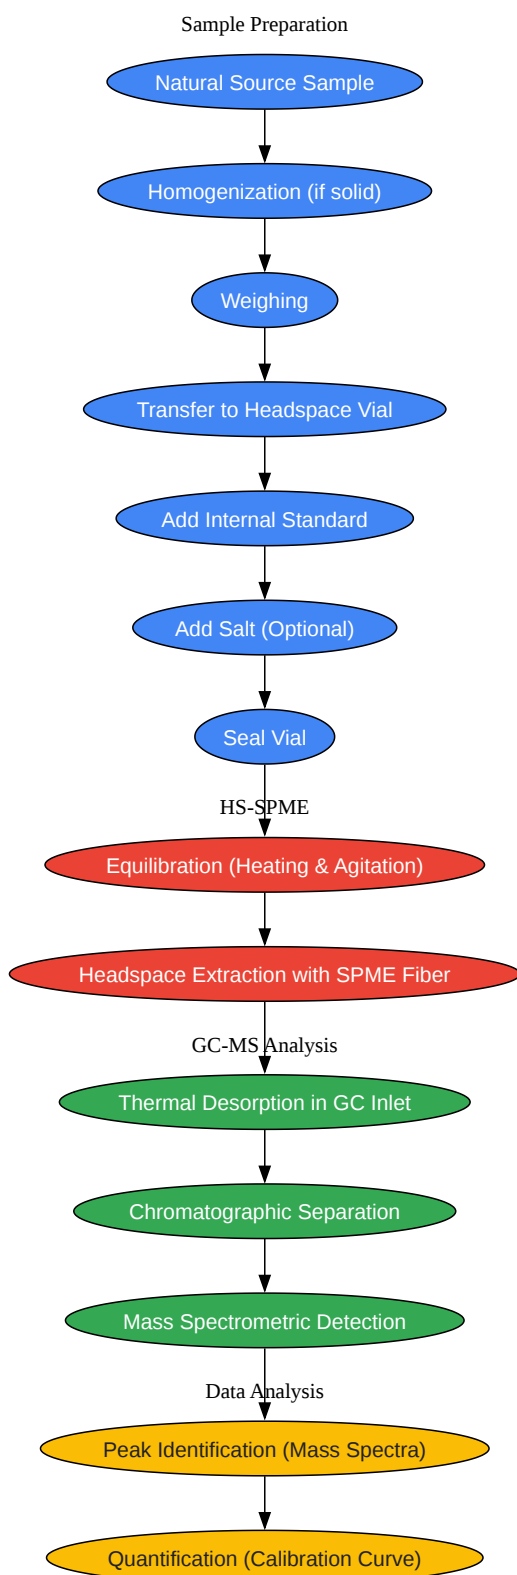 Sample Preparation
Natural Source Sample
Homogenization (if solid)
Weighing
Transfer to Headspace Vial
Add Internal Standard
Add Salt (Optional)
Seal Vial
HS-SPME
Equilibration (Heating & Agitation)
Headspace Extraction with SPME Fiber
GC-MS Analysis
Thermal Desorption in GC Inlet
Chromatographic Separation
Mass Spectrometric Detection
Data Analysis
Peak Identification (Mass Spectra)
Quantification (Calibration Curve)